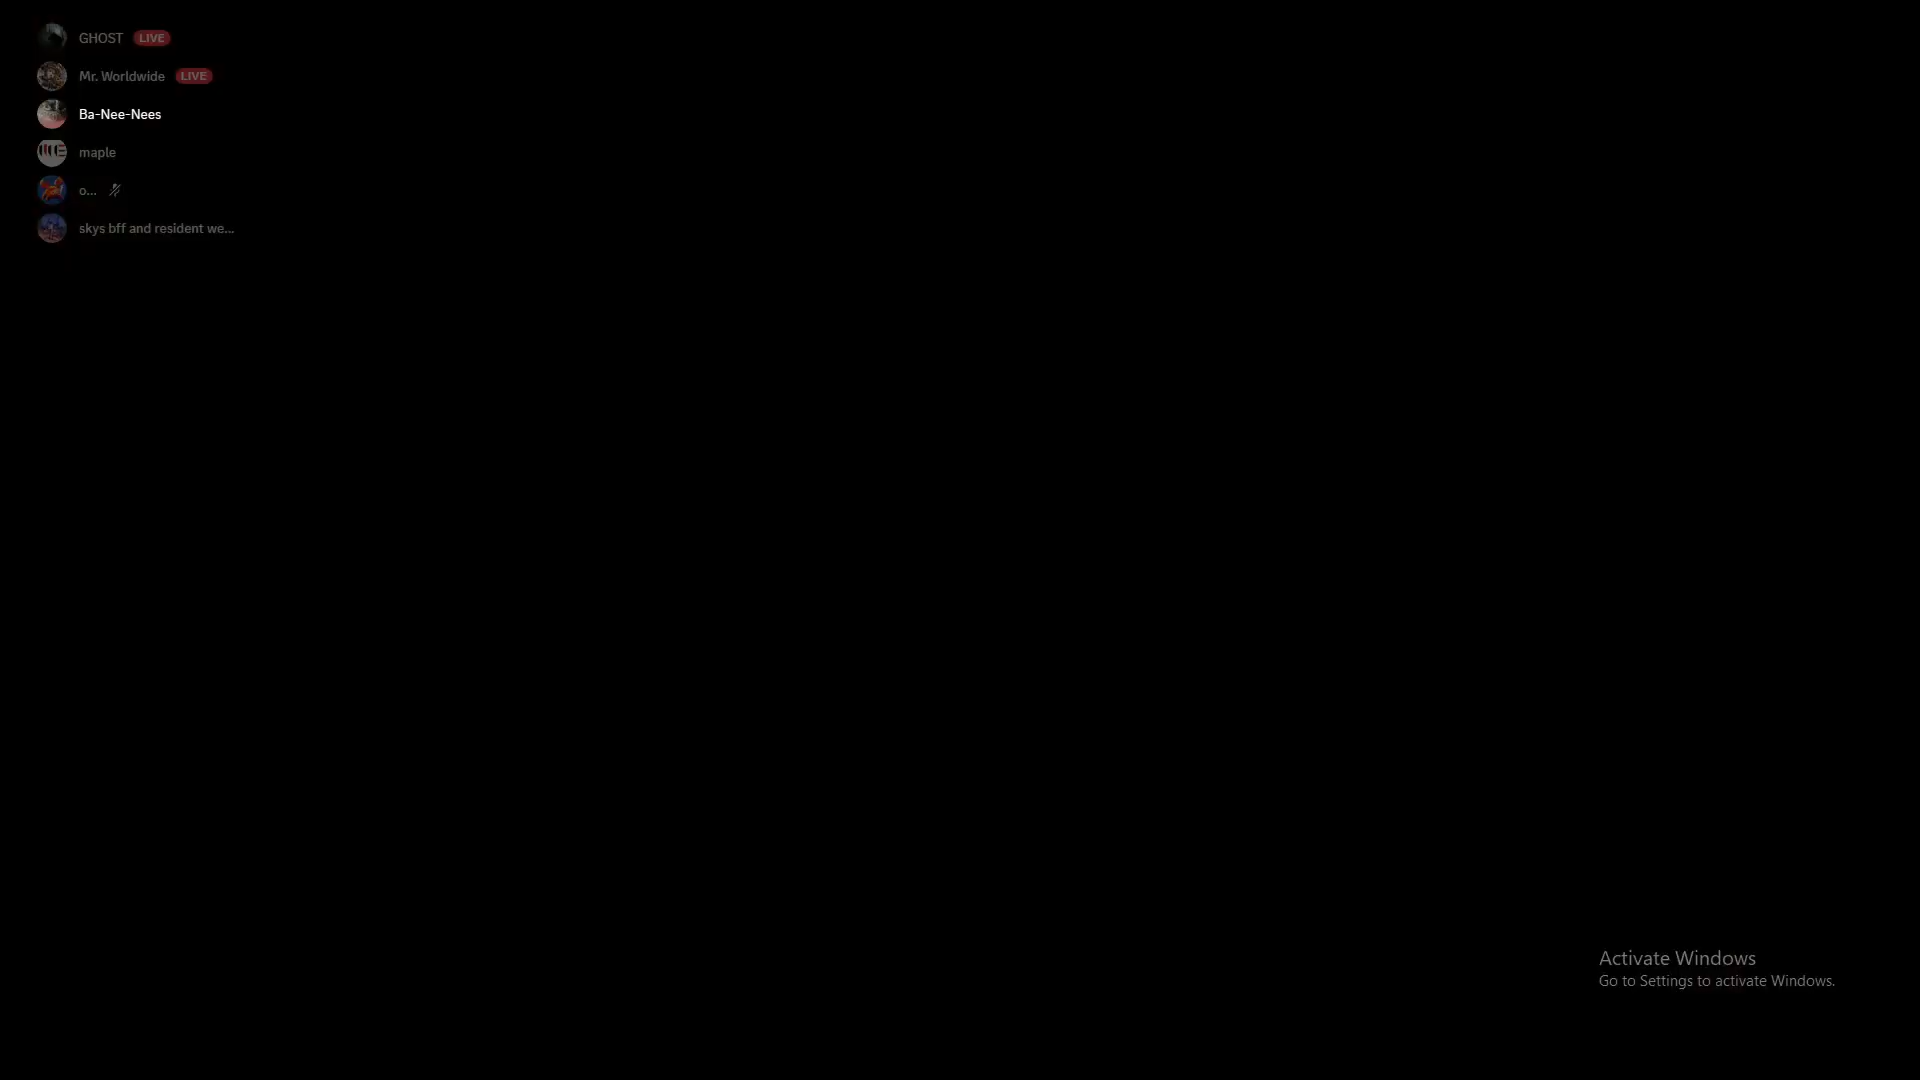 GHOST LIVE
Mr. Worldwide LIVE
Ba-Nee-Nees
maple
o...
skys bff and resident we...
Activate Windows
Go to Settings to activate Windows.